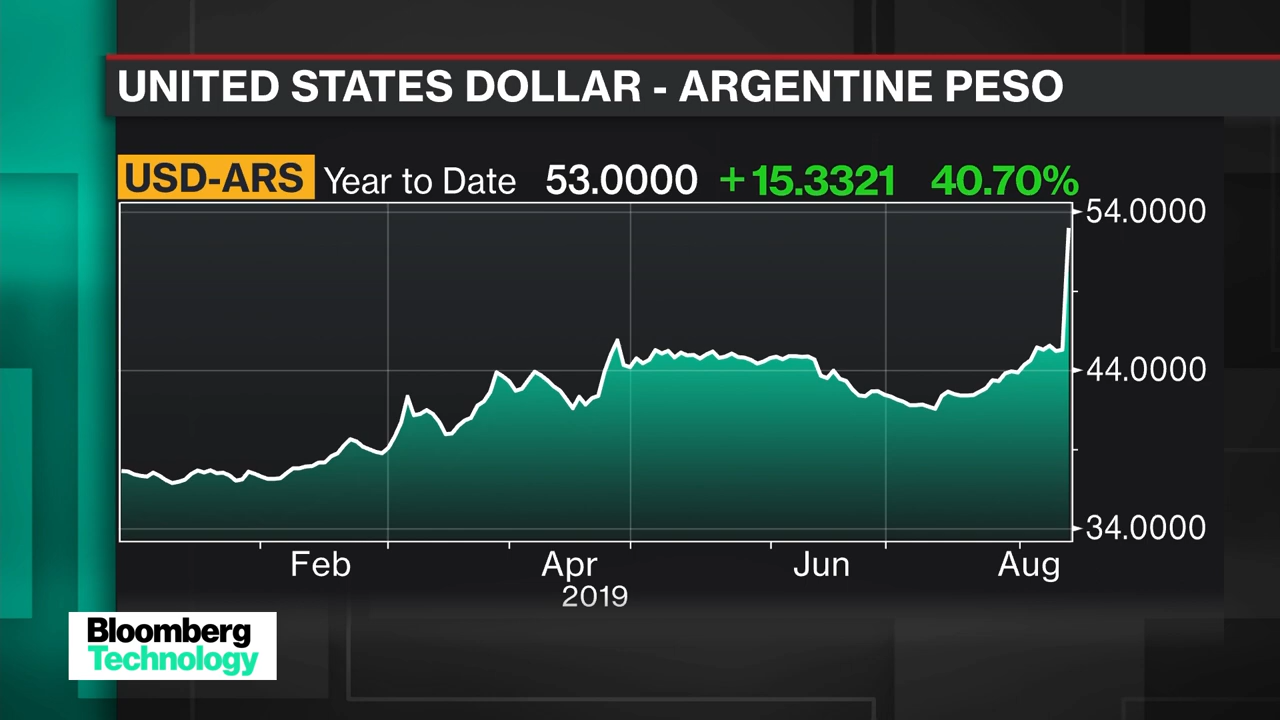 UNITED STATES DOLLAR - ARGENTINE PESO
USD-ARS Year to Date 53.0000 +15.3321 40.70%
54.0000
44.0000
34.0000
Feb Apr Jun Aug
2019
Bloomberg
Technology